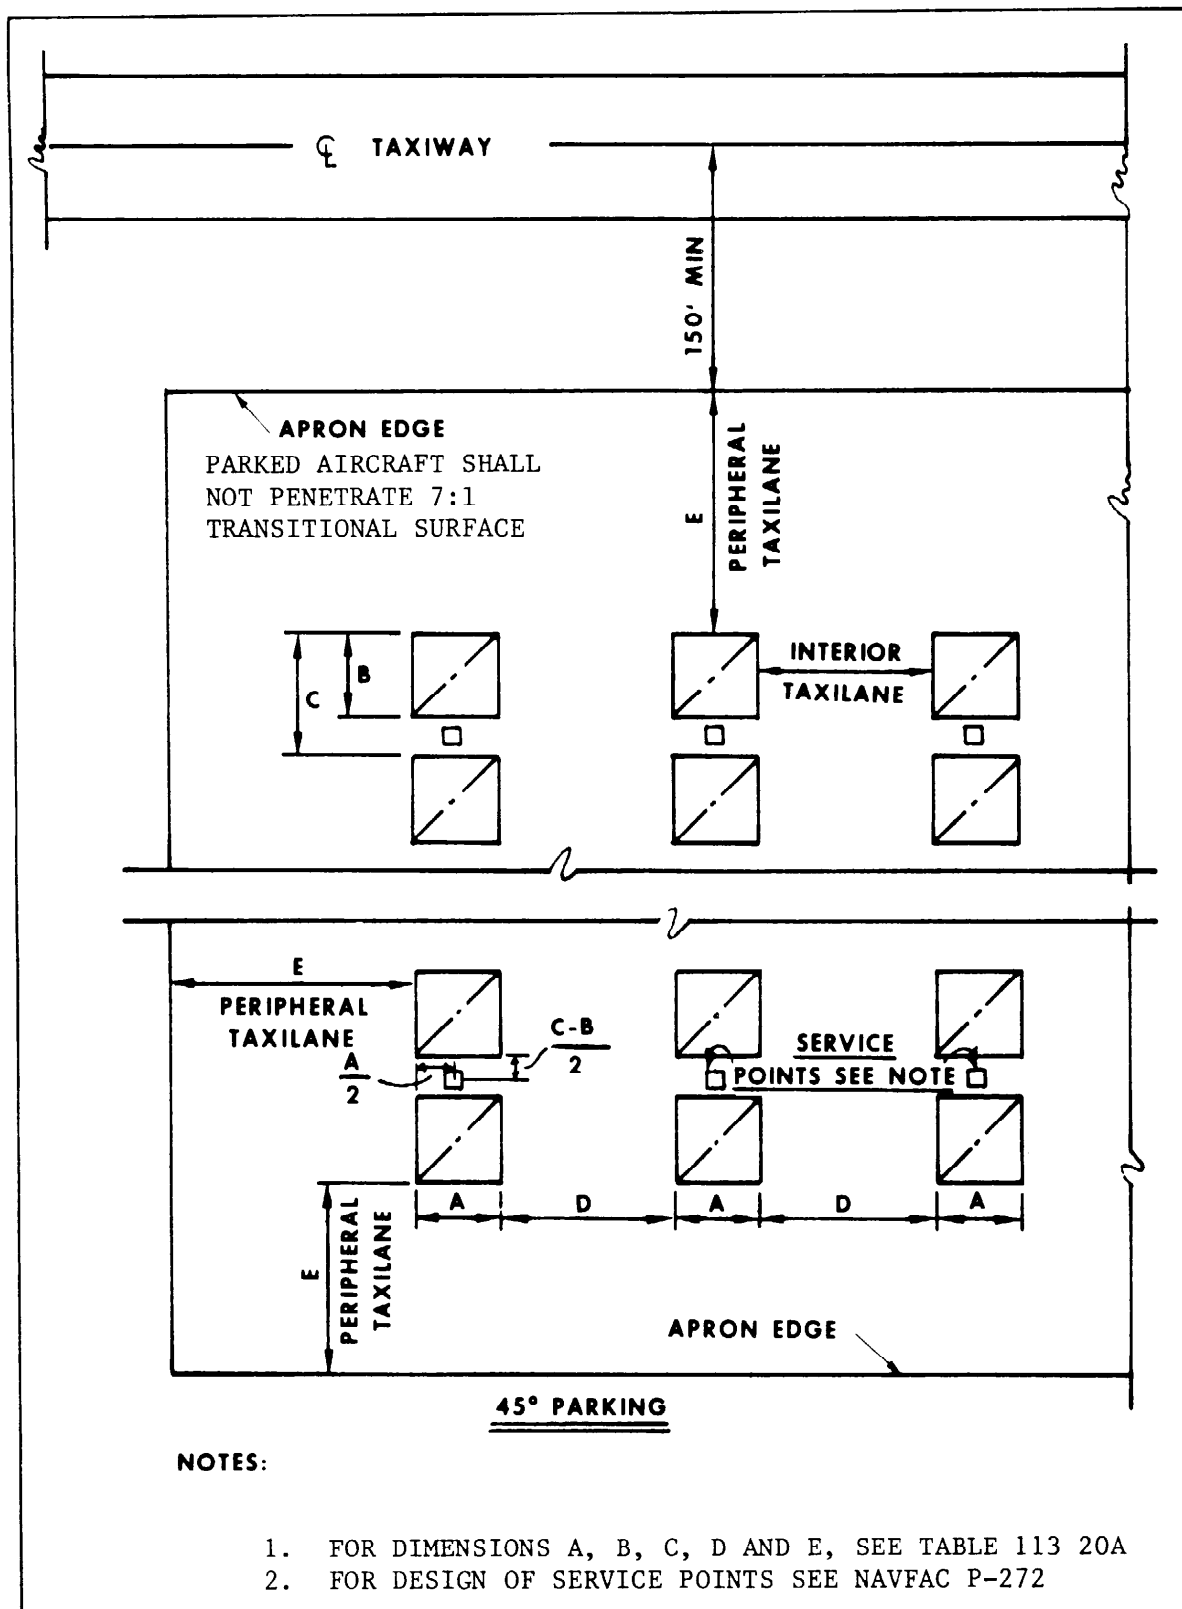 ℄ TAXIWAY
150' MIN
APRON EDGE
PARKED AIRCRAFT SHALL
NOT PENETRATE 7:1
TRANSITIONAL SURFACE
E
PERIPHERAL
TAXILANE
B
C
INTERIOR
TAXILANE
E
PERIPHERAL
TAXILANE
A
2
C-B
2
SERVICE
POINTS SEE NOTE
A
D
A
D
A
E
PERIPHERAL
TAXILANE
APRON EDGE
45° PARKING
NOTES:
1. FOR DIMENSIONS A, B, C, D AND E, SEE TABLE 113 20A
2. FOR DESIGN OF SERVICE POINTS SEE NAVFAC P-272